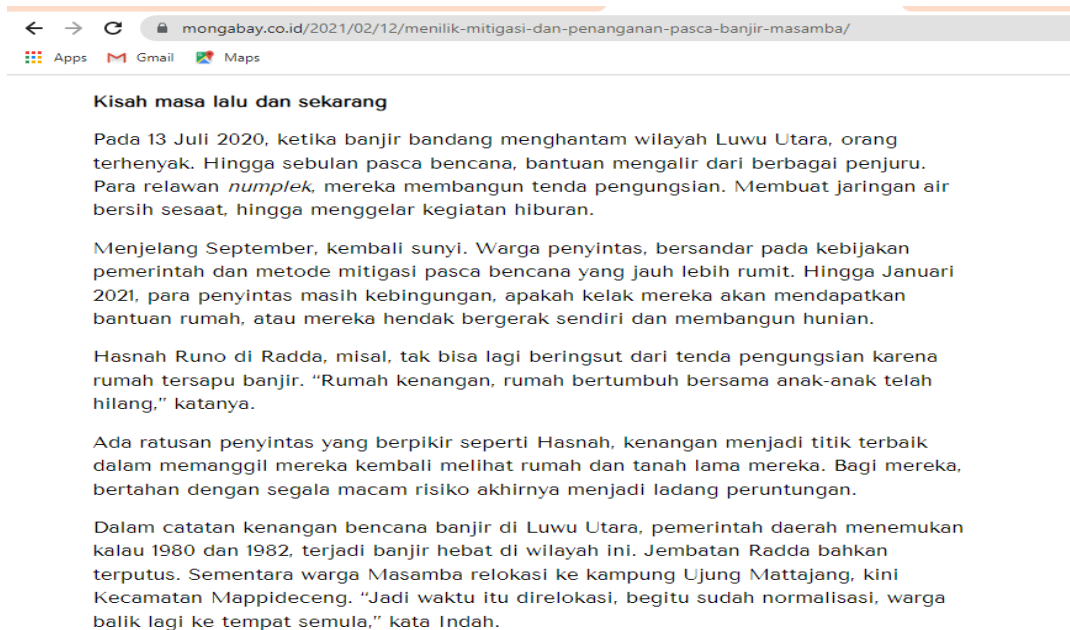 mongabay.co.id/2021/02/12/menilik-mitigasi-dan-penanganan-pasca-banjir-masamba/
Apps Gmail Maps
Kisah masa lalu dan sekarang
Pada 13 Juli 2020, ketika banjir bandang menghantam wilayah Luwu Utara, orang
terhenyak. Hingga sebulan pasca bencana, bantuan mengalir dari berbagai penjuru.
Para relawan numplek, mereka membangun tenda pengungsian. Membuat jaringan air
bersih sesaat, hingga menggelar kegiatan hiburan.
Menjelang September, kembali sunyi. Warga penyintas, bersandar pada kebijakan
pemerintah dan metode mitigasi pasca bencana yang jauh lebih rumit. Hingga Januari
2021, para penyintas masih kebingungan, apakah kelak mereka akan mendapatkan
bantuan rumah, atau mereka hendak bergerak sendiri dan membangun hunian.
Hasnah Runo di Radda, misal, tak bisa lagi beringsut dari tenda pengungsian karena
rumah tersapu banjir. “Rumah kenangan, rumah bertumbuh bersama anak-anak telah
hilang,” katanya.
Ada ratusan penyintas yang berpikir seperti Hasnah, kenangan menjadi titik terbaik
dalam memanggil mereka kembali melihat rumah dan tanah lama mereka. Bagi mereka,
bertahan dengan segala macam risiko akhirnya menjadi ladang peruntungan.
Dalam catatan kenangan bencana banjir di Luwu Utara, pemerintah daerah menemukan
kalau 1980 dan 1982, terjadi banjir hebat di wilayah ini. Jembatan Radda bahkan
terputus. Sementara warga Masamba relokasi ke kampung Ujung Mattajang, kini
Kecamatan Mappideceng. “Jadi waktu itu direlokasi, begitu sudah normalisasi, warga
balik lagi ke tempat semula,” kata Indah.